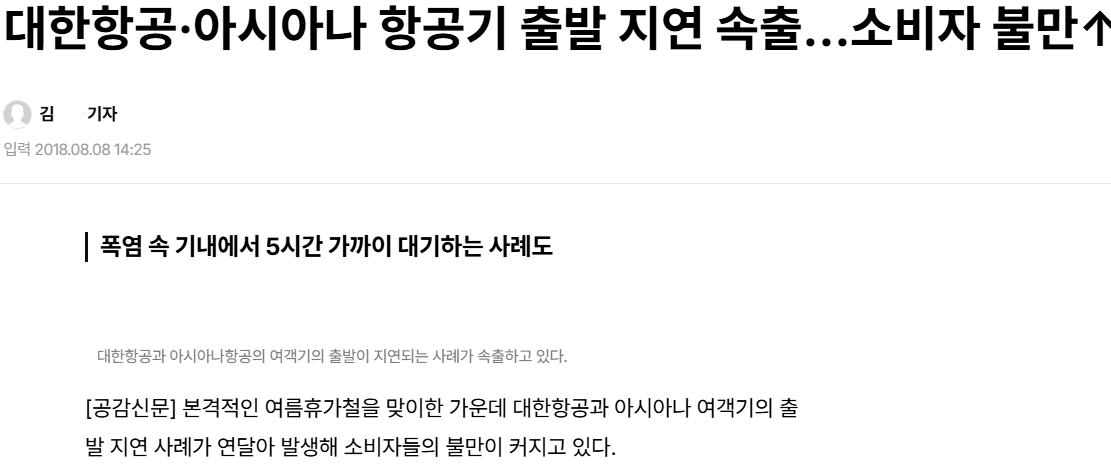 대한항공·아시아나 항공기 출발 지연 속출…소비자 불만↑
김 기자
입력 2018.08.08 14:25
폭염 속 기내에서 5시간 가까이 대기하는 사례도
대한항공과 아시아나항공의 여객기의 출발이 지연되는 사례가 속출하고 있다.
[공감신문] 본격적인 여름휴가철을 맞이한 가운데 대한항공과 아시아나 여객기의 출
발 지연 사례가 연달아 발생해 소비자들의 불만이 커지고 있다.